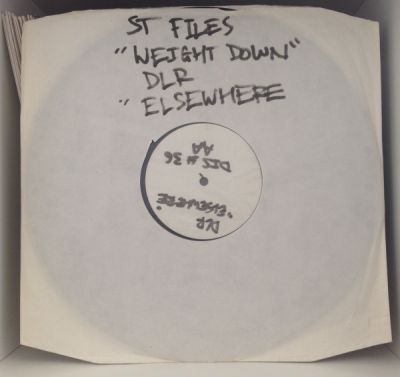 ST FILES
"WEIGHT DOWN"
DLR
"ELSEWHERE
DLR
"ELSEWHERE"
DIS # 36
AA